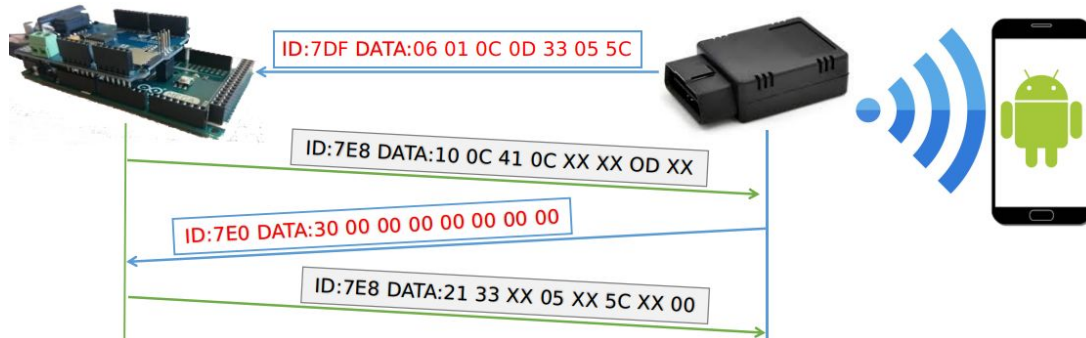 ID:7DF DATA:06 01 0C 0D 33 05 5C
ID:7E8 DATA:10 0C 41 0C XX XX OD XX
ID:7E0 DATA:30 00 00 00 00 00 00 00
ID:7E8 DATA:21 33 XX 05 XX 5C XX 00